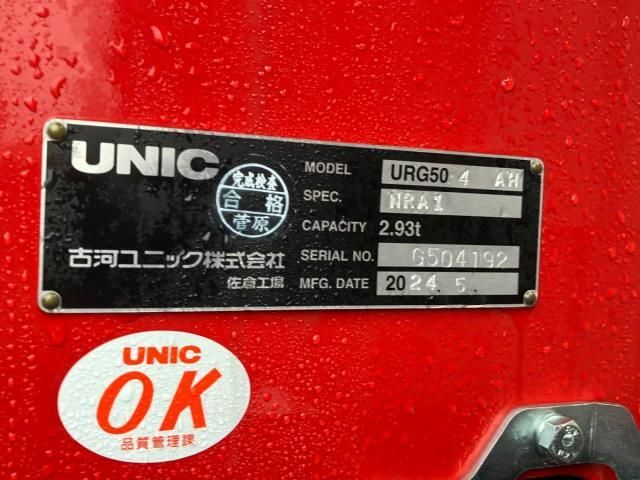 UNIC
完成検査
合格
菅原
古河ユニック株式会社
佐倉工場
MODEL URG50 4 AH
SPEC. NRA1
CAPACITY 2.93t
SERIAL NO. G504192
MFG. DATE 2024. 5
UNIC
OK
品質管理課